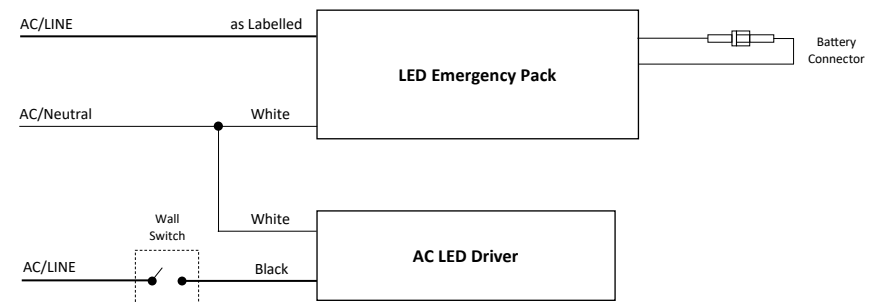 AC/LINE as Labelled
LED Emergency Pack
Battery
Connector
AC/Neutral White
White
Wall
Switch
AC LED Driver
AC/LINE Black